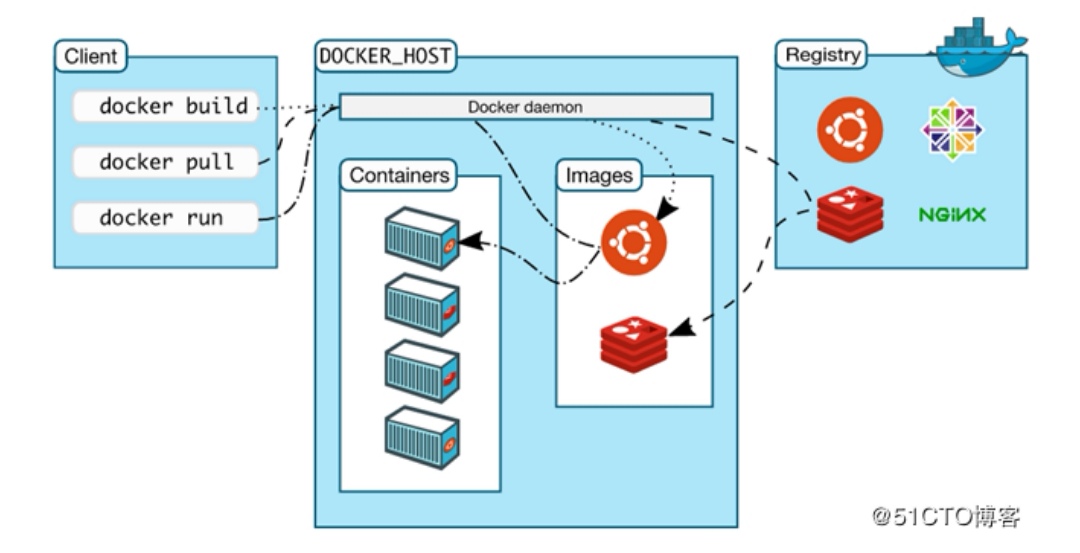 Client
docker build
docker pull
docker run
DOCKER_HOST
Docker daemon
Containers
Images
Registry
NGINX
@51CTO博客